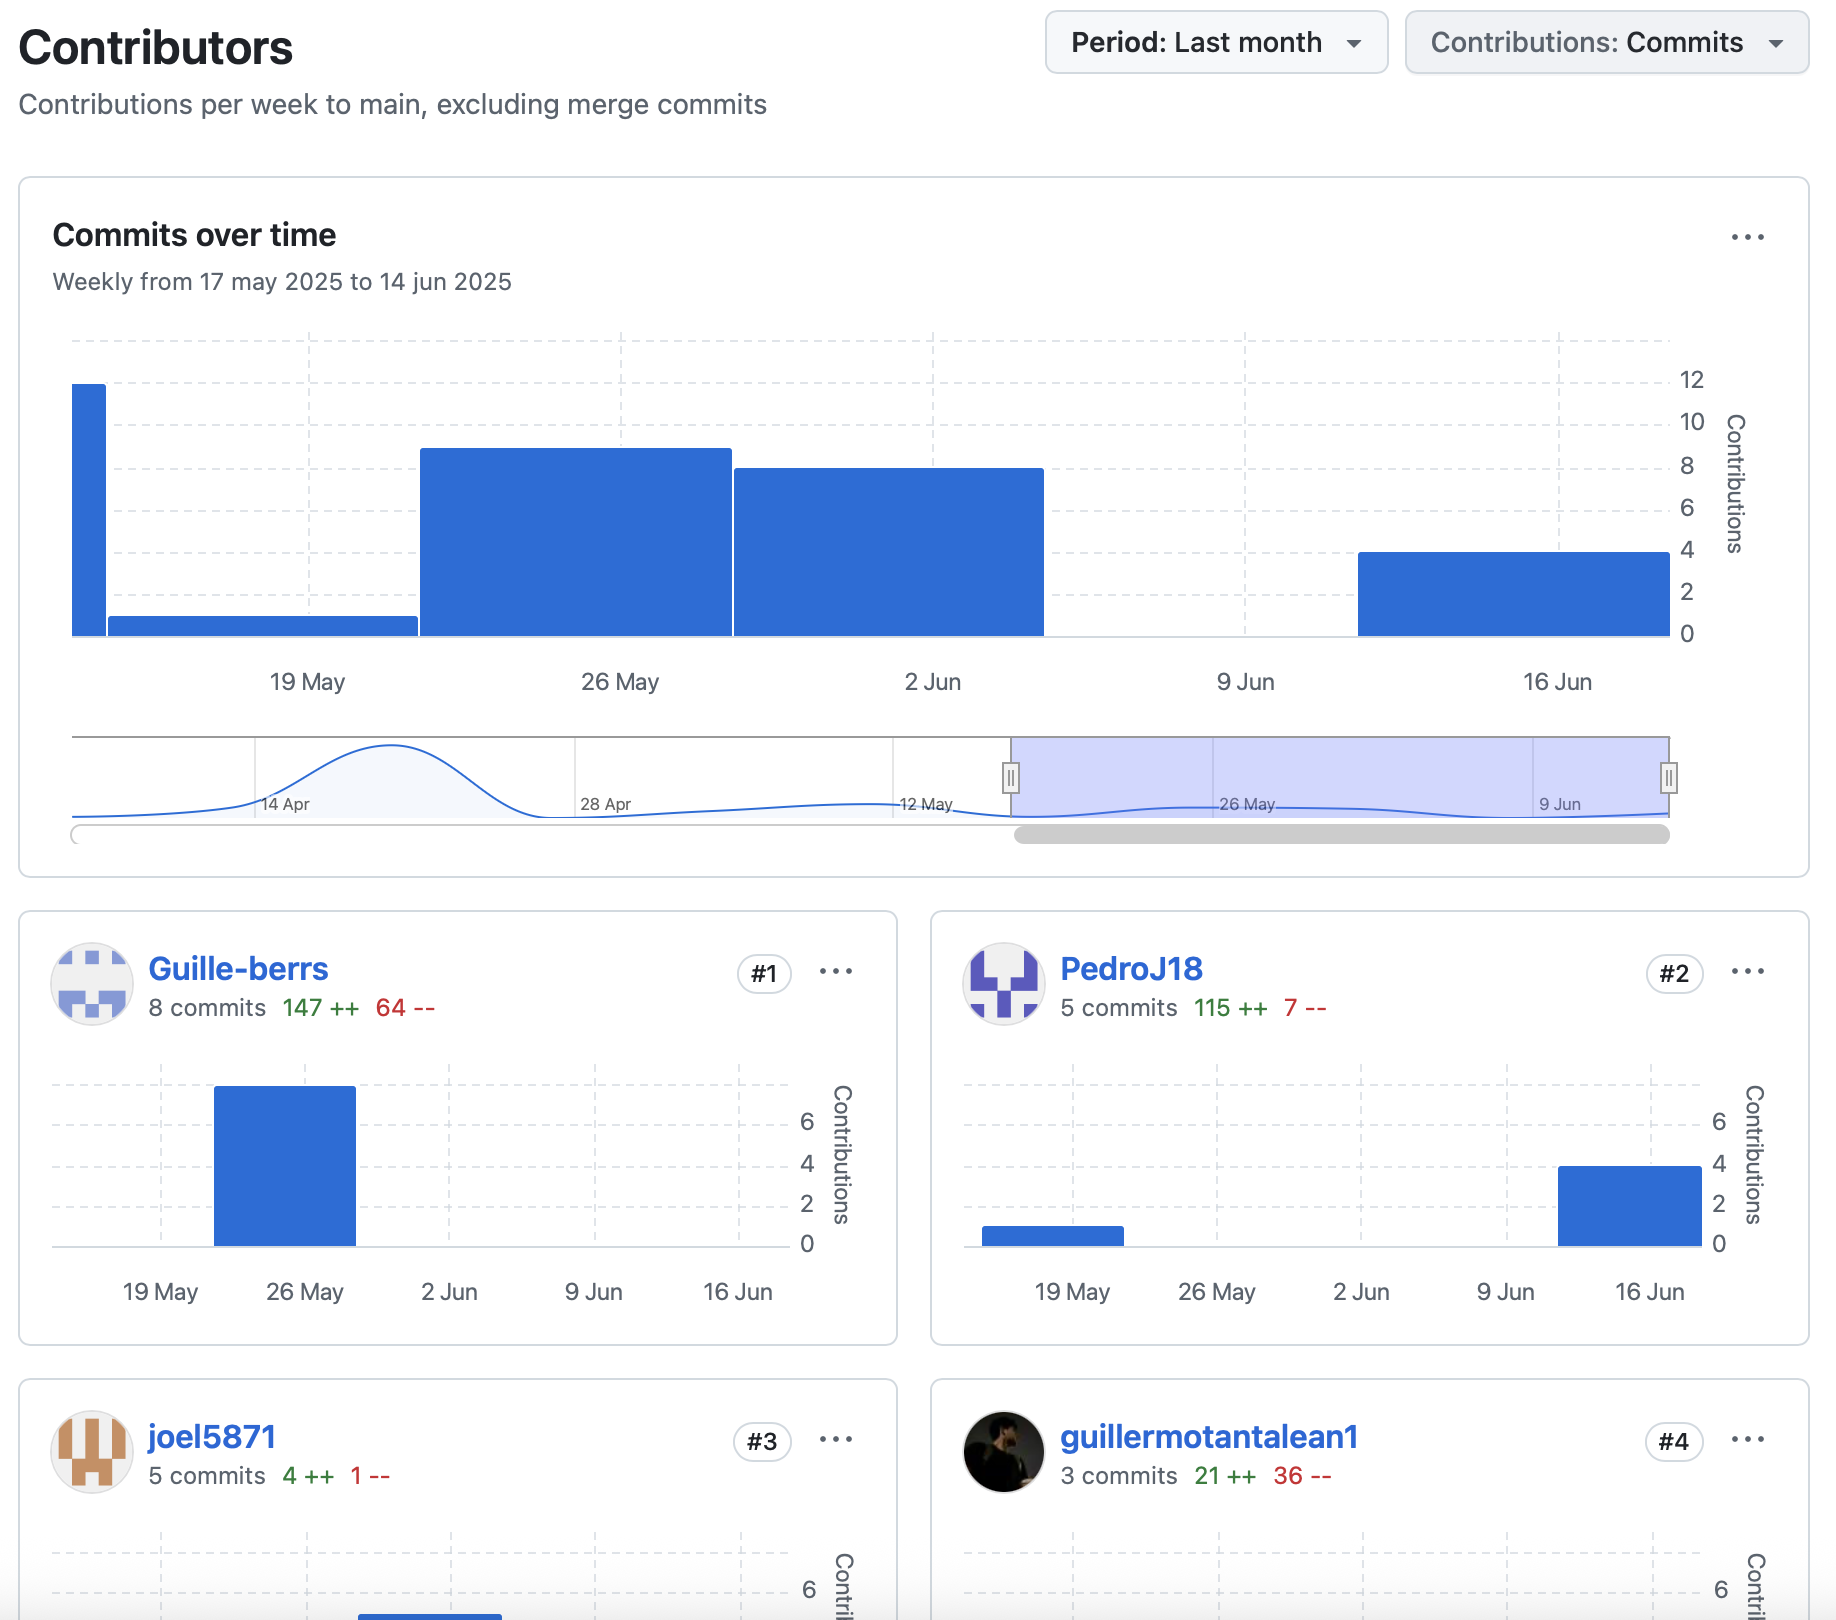 Contributors
Period: Last month
Contributions: Commits
Contributions per week to main, excluding merge commits
Commits over time
Weekly from 17 may 2025 to 14 jun 2025
12
10
8
6
4
2
0
Contributions
19 May
26 May
2 Jun
9 Jun
16 Jun
14 Apr
28 Apr
12 May
26 May
9 Jun
Guille-berrs
#1
8 commits 147 ++ 64 --
6
4
2
0
Contributions
19 May
26 May
2 Jun
9 Jun
16 Jun
PedroJ18
#2
5 commits 115 ++ 7 --
6
4
2
0
Contributions
19 May
26 May
2 Jun
9 Jun
16 Jun
joel5871
#3
5 commits 4 ++ 1 --
6
Contril
guillermotantalean1
#4
3 commits 21 ++ 36 --
6
Contril